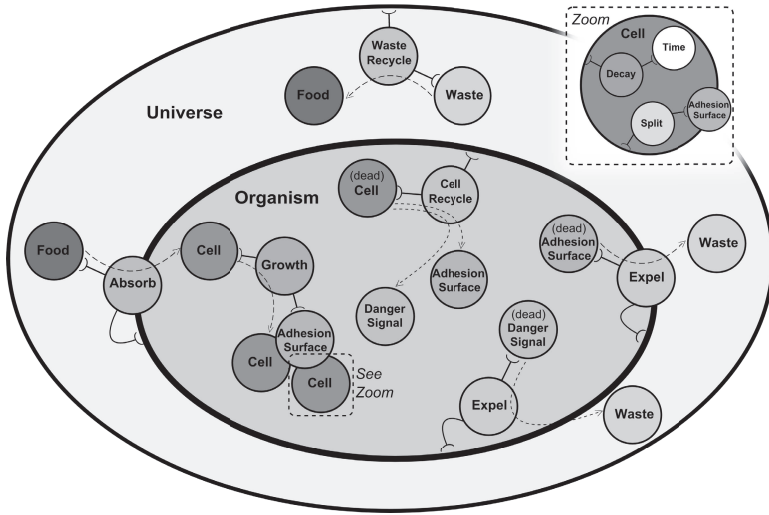 Zoom
Cell
Time
Decay
Split
Adhesion
Surface
Waste
Recycle
Food
Waste
Universe
Organism
(dead)
Cell
Cell
Recycle
Food
Absorb
Cell
Growth
Adhesion
Surface
Danger
Signal
(dead)
Adhesion
Surface
Expel
Waste
Adhesion
Surface
Cell
Cell
See
Zoom
(dead)
Danger
Signal
Expel
Waste